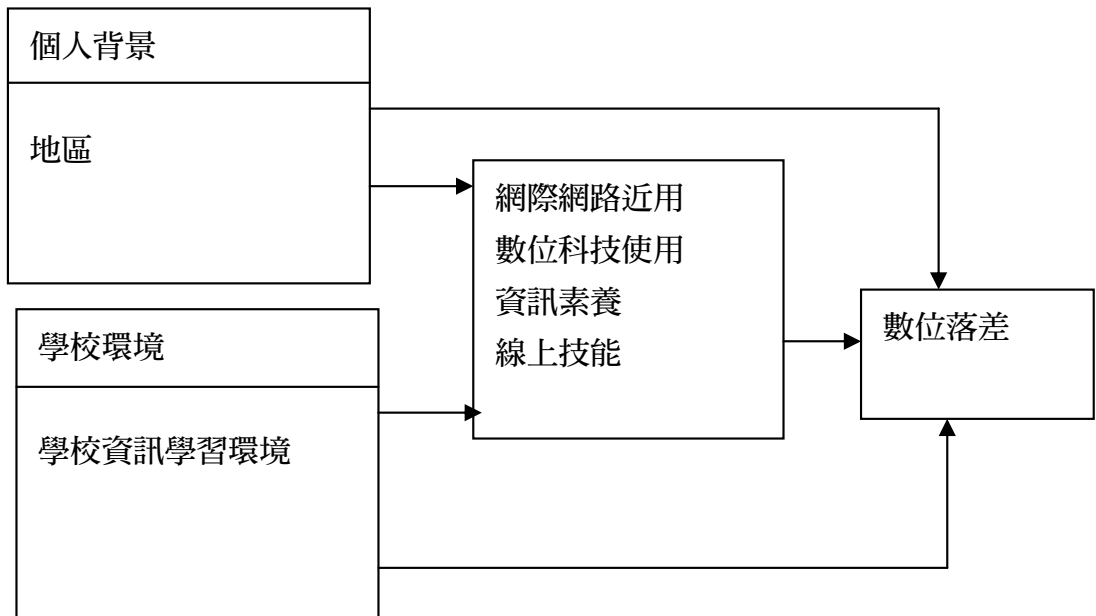 個人背景
地區
網際網路近用
數位科技使用
資訊素養
線上技能
數位落差
學校環境
學校資訊學習環境